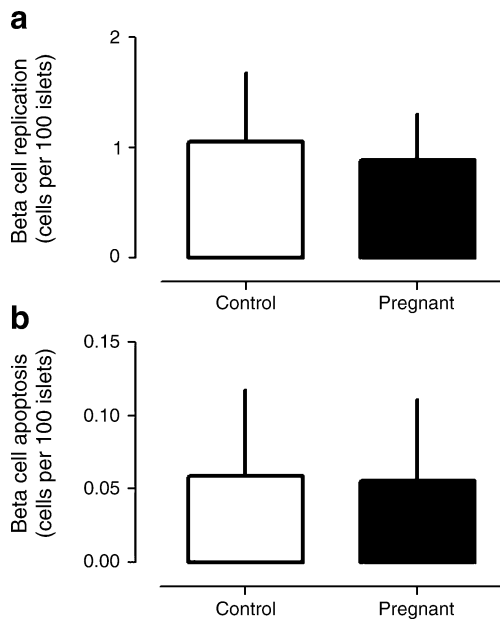 a
Beta cell replication
(cells per 100 islets)
2
1
0
Control Pregnant
b
Beta cell apoptosis
(cells per 100 islets)
0.15
0.10
0.05
0.00
Control Pregnant